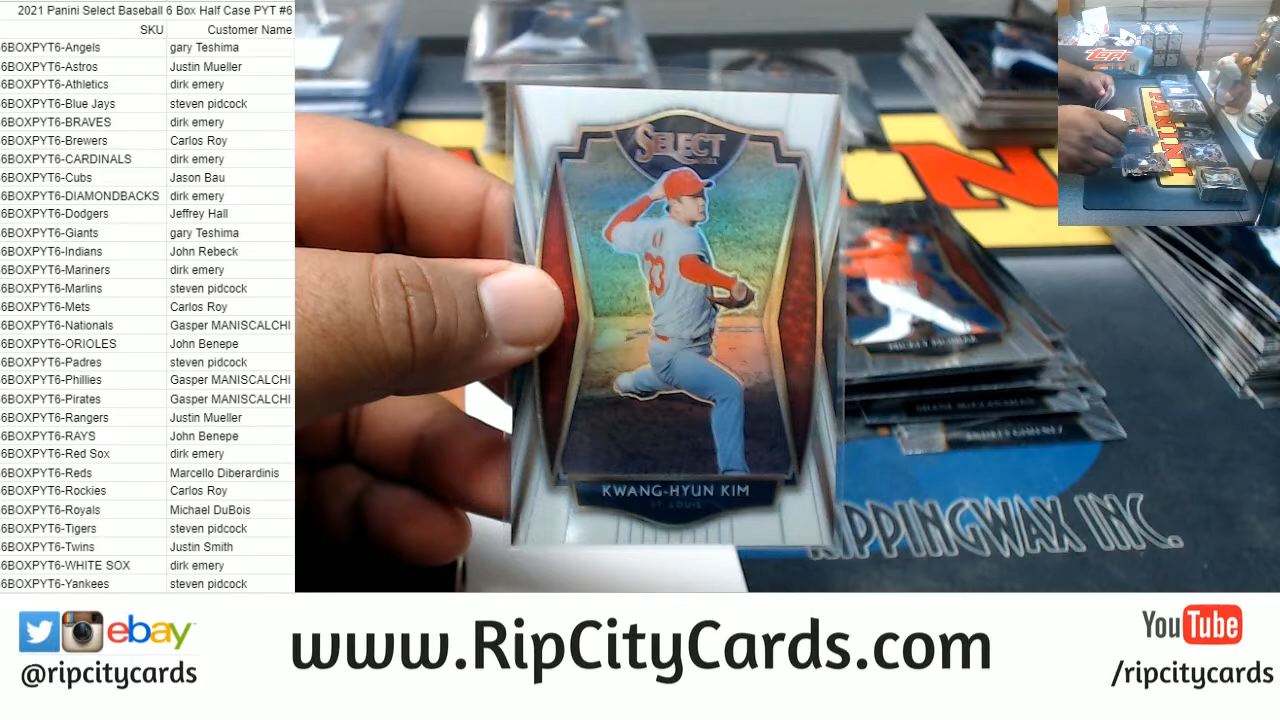 2021 Panini Select Baseball 6 Box Half Case PYT #6
SKU Customer Name
6BOXPYT6-Angels gary Teshima
6BOXPYT6-Astros Justin Mueller
6BOXPYT6-Athletics dirk emery
6BOXPYT6-Blue Jays steven pidcock
6BOXPYT6-BRAVES dirk emery
6BOXPYT6-Brewers Carlos Roy
6BOXPYT6-CARDINALS dirk emery
6BOXPYT6-Cubs Jason Bau
6BOXPYT6-DIAMONDBACKS dirk emery
6BOXPYT6-Dodgers Jeffrey Hall
6BOXPYT6-Giants gary Teshima
6BOXPYT6-Indians John Rebeck
6BOXPYT6-Mariners dirk emery
6BOXPYT6-Marlins steven pidcock
6BOXPYT6-Mets Carlos Roy
6BOXPYT6-Nationals Gasper MANISCALCHI
6BOXPYT6-ORIOLES John Benepe
6BOXPYT6-Padres steven pidcock
6BOXPYT6-Phillies Gasper MANISCALCHI
6BOXPYT6-Pirates Gasper MANISCALCHI
6BOXPYT6-Rangers Justin Mueller
6BOXPYT6-RAYS John Benepe
6BOXPYT6-Red Sox dirk emery
6BOXPYT6-Reds Marcello Diberardinis
6BOXPYT6-Rockies Carlos Roy
6BOXPYT6-Royals Michael DuBois
6BOXPYT6-Tigers steven pidcock
6BOXPYT6-Twins Justin Smith
6BOXPYT6-WHITE SOX dirk emery
6BOXPYT6-Yankees steven pidcock
SELECT
33
KWANG-HYUN KIM
ST. LOUIS
RIPPINGWAX INC.
Topps
PANINI
ebay
@ripcitycards
www.RipCityCards.com
YouTube
/ripcitycards